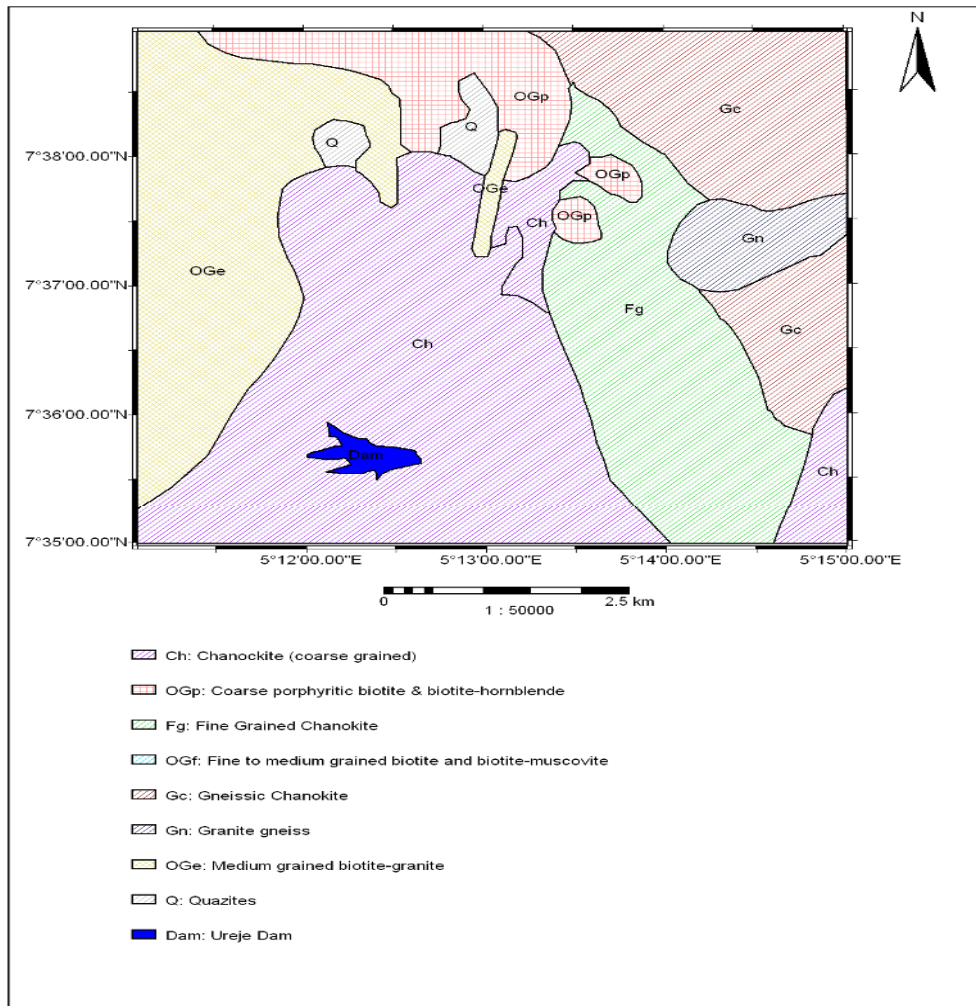 N
OGp
Gc
Q
Q
7°38'00.00"N
OGp
OGe
OGp
Ch
Gn
OGe
7°37'00.00"N
Fg
Gc
Ch
7°36'00.00"N
Dam
Ch
7°35'00.00"N
5°12'00.00"E 5°13'00.00"E 5°14'00.00"E 5°15'00.00"E
0 2.5 km
1 : 50000
Ch: Chanockite (coarse grained)
OGp: Coarse porphyritic biotite & biotite-hornblende
Fg: Fine Grained Chanokite
OGf: Fine to medium grained biotite and biotite-muscovite
Gc: Gneissic Chanokite
Gn: Granite gneiss
OGe: Medium grained biotite-granite
Q: Quazites
Dam: Ureje Dam